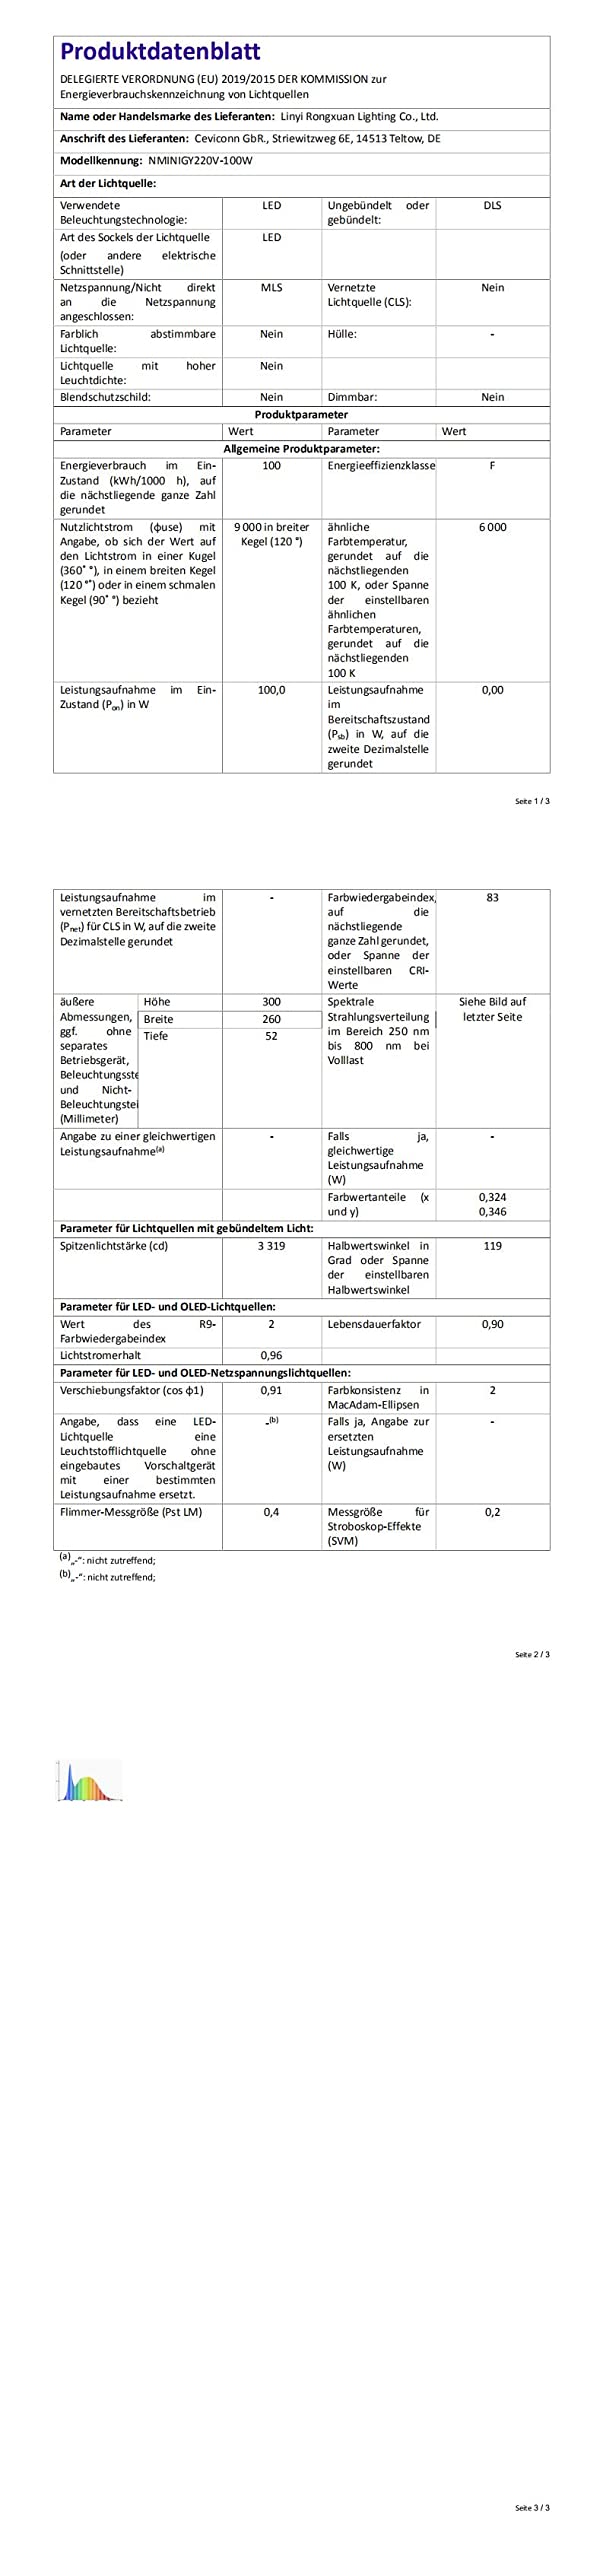 Produktdatenblatt
DELEGIERTE VERORDNUNG (EU) 2019/2015 DER KOMMISSION zur
Energieverbrauchskennzeichnung von Lichtquellen
Name oder Handelsmarke des Lieferanten: Linyi Rongxuan Lighting Co., Ltd.
Anschrift des Lieferanten: Ceviconn GbR., Striewitzweg 6E, 14513 Teltow, DE
Modellkennung: NMINIGY220V-100W
Art der Lichtquelle:
Verwendete LED Ungebündelt oder DLS
Beleuchtungstechnologie: gebündelt:
Art des Sockels der Lichtquelle LED
(oder andere elektrische
Schnittstelle)
Netzspannung/Nicht direkt MLS Vernetzte Nein
an die Netzspannung Lichtquelle (CLS):
angeschlossen:
Farblich abstimmbare Nein Hülle: -
Lichtquelle:
Lichtquelle mit hoher Nein
Leuchtdichte:
Blendschutzschild: Nein Dimmbar: Nein
Produktparameter
Parameter Wert Parameter Wert
Allgemeine Produktparameter:
Energieverbrauch im Ein- 100 Energieeffizienzklasse F
Zustand (kWh/1000 h), auf
die nächstliegende ganze Zahl
gerundet
Nutzlichtstrom (ϕuse) mit 9 000 in breiter ähnliche 6 000
Angabe, ob sich der Wert auf Kegel (120 °) Farbtemperatur,
den Lichtstrom in einer Kugel gerundet auf die
(360° °), in einem breiten Kegel nächstliegenden
(120 °°) oder in einem schmalen 100 K, oder Spanne
Kegel (90° °) bezieht der einstellbaren
ähnlichen
Farbtemperaturen,
gerundet auf die
nächstliegenden
100 K
Leistungsaufnahme im Ein- 100,0 Leistungsaufnahme 0,00
Zustand (Pon) in W im
Bereitschaftszustand
(Psb) in W, auf die
zweite Dezimalstelle
gerundet
Seite 1 / 3
Leistungsaufnahme im - Farbwiedergabeindex, 83
vernetzten Bereitschaftsbetrieb auf die
(Pnet) für CLS in W, auf die zweite nächstliegende
Dezimalstelle gerundet ganze Zahl gerundet,
oder Spanne der
einstellbaren CRI-
Werte
äußere Höhe 300 Spektrale Siehe Bild auf
Abmessungen, Breite 260 Strahlungsverteilung letzter Seite
ggf. ohne Tiefe 52 im Bereich 250 nm
separates bis 800 nm bei
Betriebsgerät, Volllast
Beleuchtungsste
und Nicht-
Beleuchtungstei
(Millimeter)
Angabe zu einer gleichwertigen - Falls ja, -
Leistungsaufnahme(a) gleichwertige
Leistungsaufnahme
(W)
Farbwertanteile (x 0,324
und y) 0,346
Parameter für Lichtquellen mit gebündeltem Licht:
Spitzenlichtstärke (cd) 3 319 Halbwertswinkel in 119
Grad oder Spanne
der einstellbaren
Halbwertswinkel
Parameter für LED- und OLED-Lichtquellen:
Wert des R9- 2 Lebensdauerfaktor 0,90
Farbwiedergabeindex
Lichtstromerhalt 0,96
Parameter für LED- und OLED-Netzspannungslichtquellen:
Verschiebungsfaktor (cos ϕ1) 0,91 Farbkonsistenz in 2
MacAdam-Ellipsen
Angabe, dass eine LED- -(b) Falls ja, Angabe zur -
Lichtquelle eine ersetzten
Leuchtstofflichtquelle ohne Leistungsaufnahme
eingebautes Vorschaltgerät (W)
mit einer bestimmten
Leistungsaufnahme ersetzt.
Flimmer-Messgröße (Pst LM) 0,4 Messgröße für 0,2
Stroboskop-Effekte
(SVM)
(a)„-“: nicht zutreffend;
(b)„-“: nicht zutreffend;
Seite 2 / 3
Seite 3 / 3